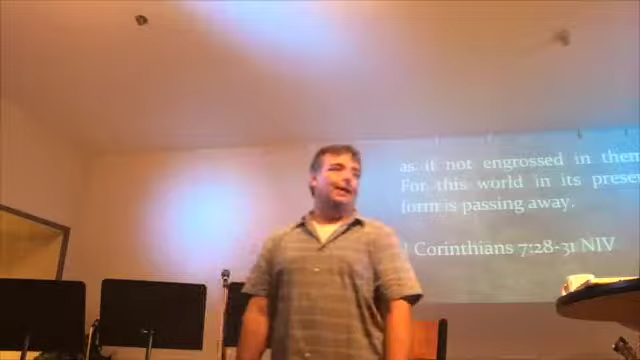 as if not engrossed in them
For this world in its prese
form is passing away.
Corinthians 7:28-31 NIV